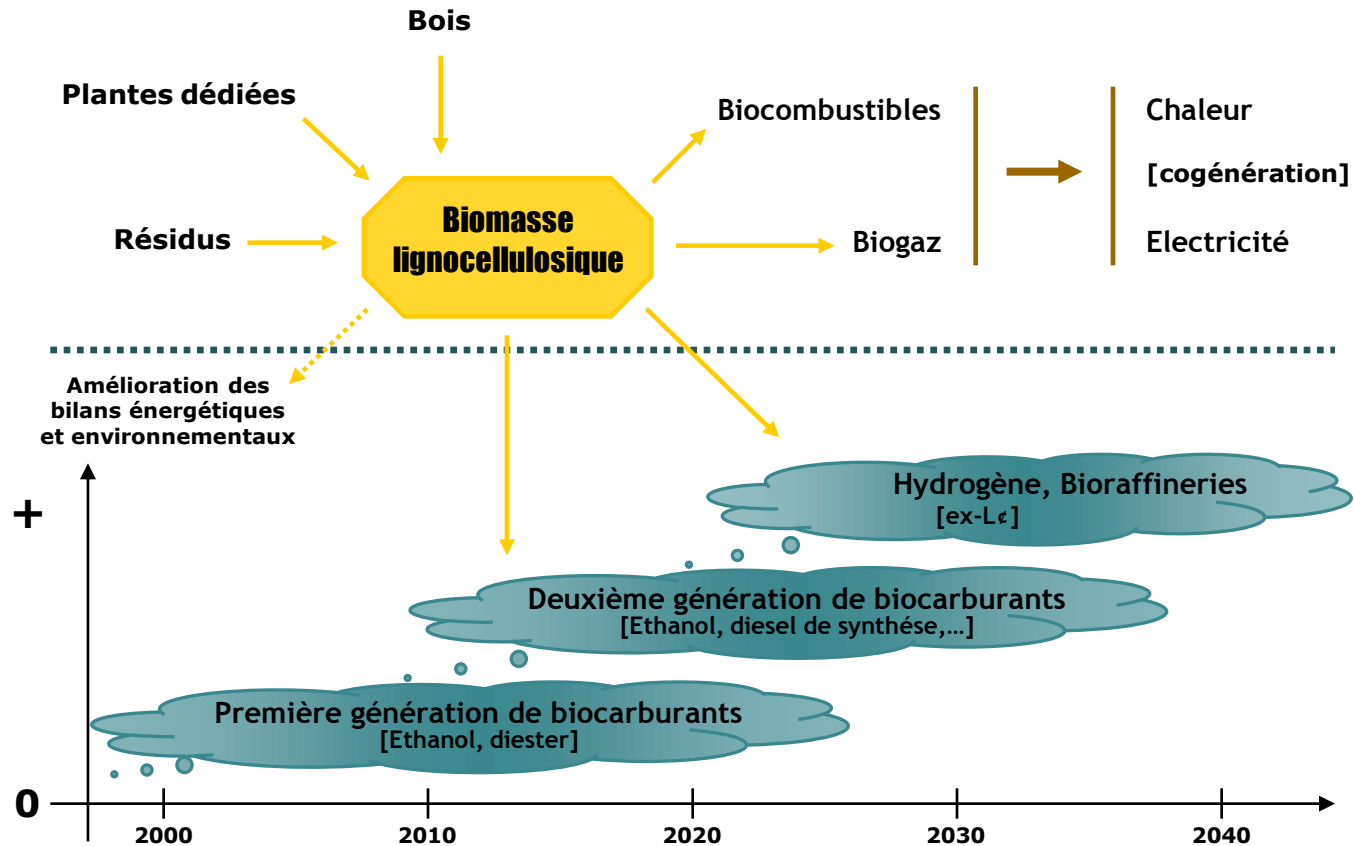 Bois
Plantes dédiées
Résidus
Biomasse
lignocellulosique
Biocombustibles
Biogaz
Chaleur
[cogénération]
Electricité
Amélioration des
bilans énergétiques
et environnementaux
+
Hydrogène, Bioraffineries
[ex-L¢]
Deuxième génération de biocarburants
[Ethanol, diesel de synthése,...]
Première génération de biocarburants
[Ethanol, diester]
0
2000
2010
2020
2030
2040